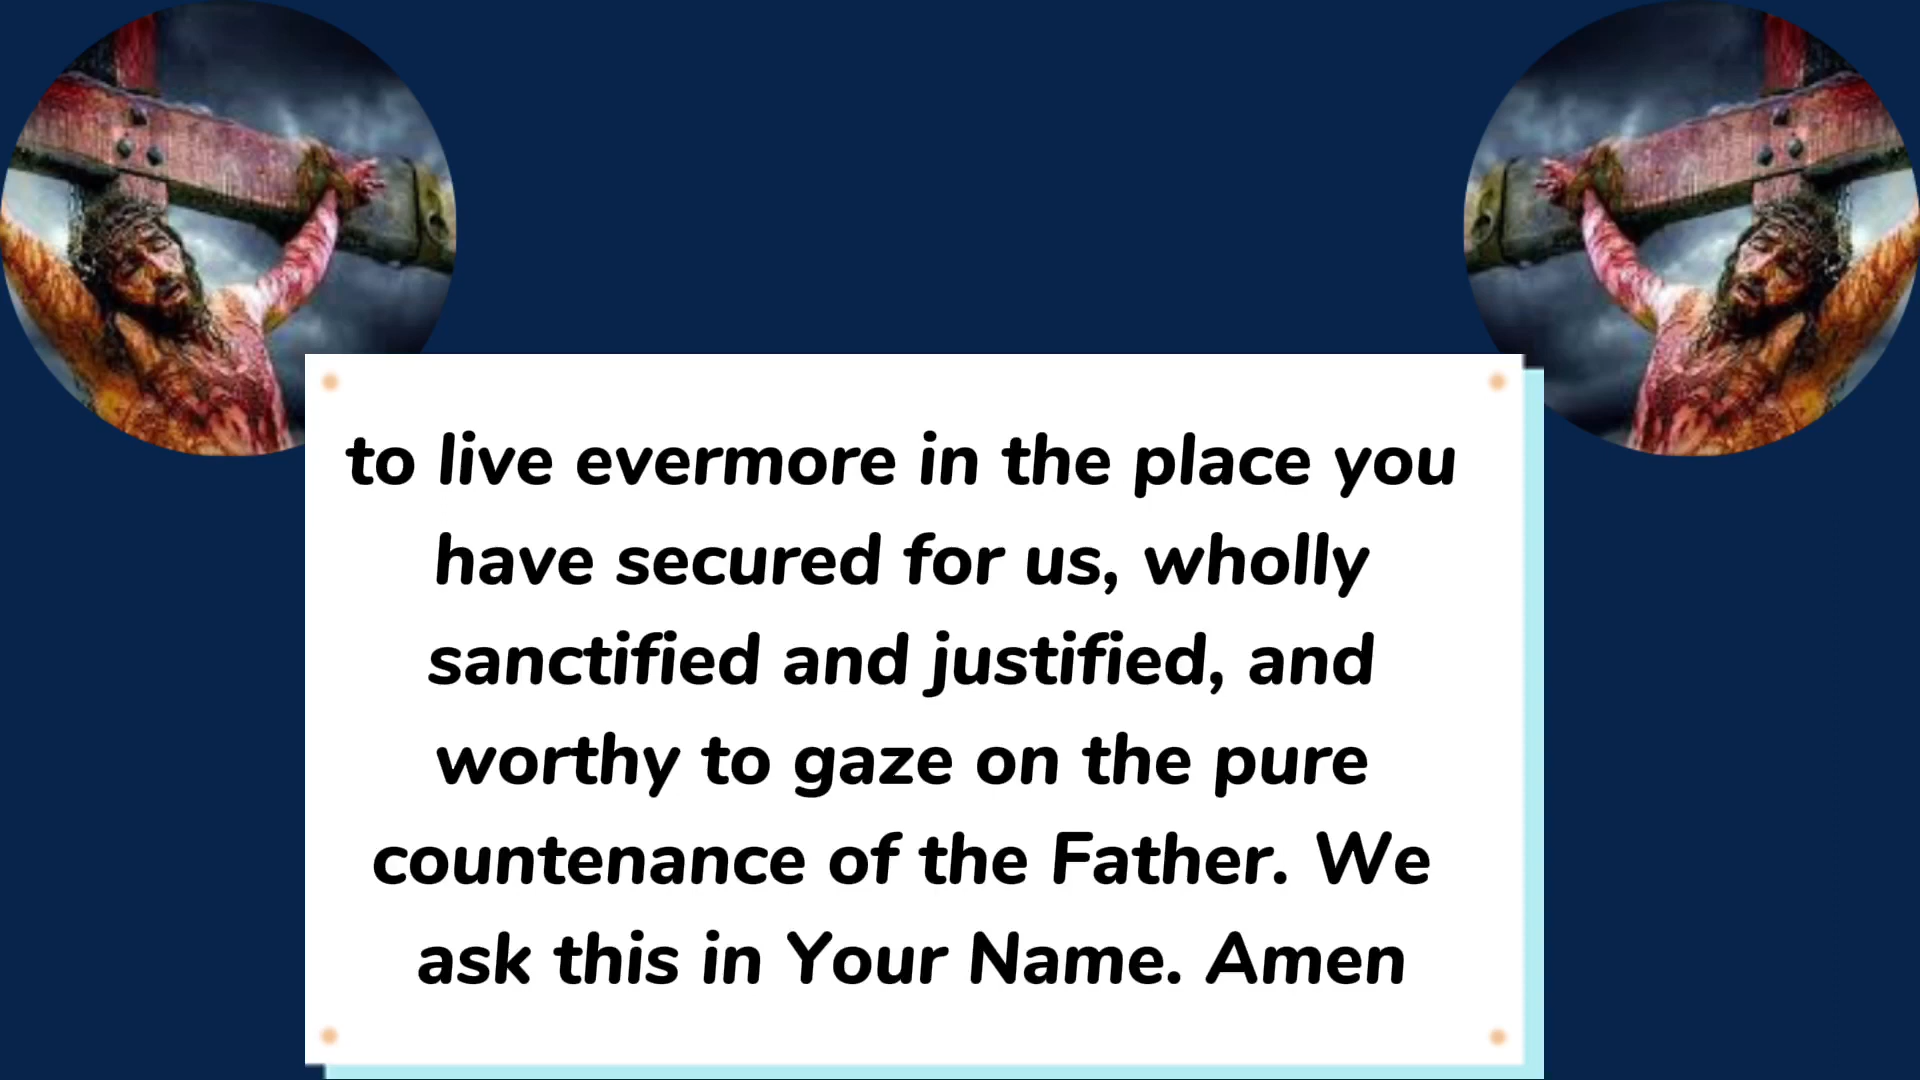 to live evermore in the place you
have secured for us, wholly
sanctified and justified, and
worthy to gaze on the pure
countenance of the Father. We
ask this in Your Name. Amen